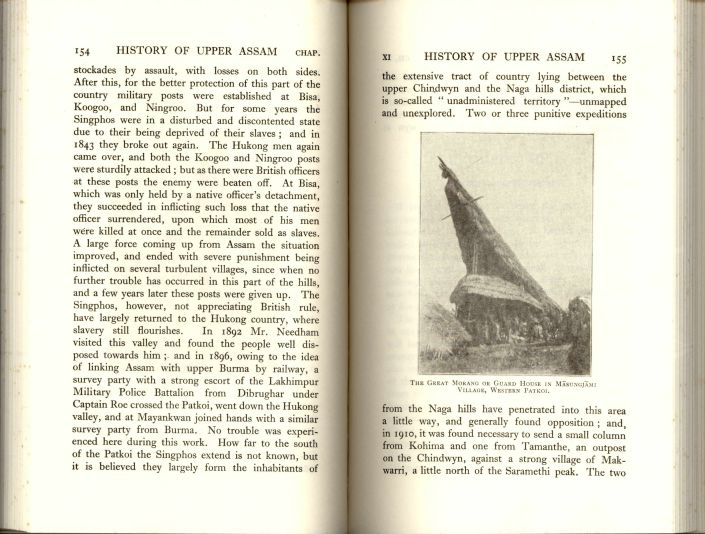 154 HISTORY OF UPPER ASSAM CHAP.
stockades by assault, with losses on both sides.
After this, for the better protection of this part of the
country military posts were established at Bisa,
Koogoo, and Ningroo. But for some years the
Singphos were in a disturbed and discontented state
due to their being deprived of their slaves ; and in
1843 they broke out again. The Hukong men again
came over, and both the Koogoo and Ningroo posts
were sturdily attacked ; but as there were British officers
at these posts the enemy were beaten off. At Bisa,
which was only held by a native officer's detachment,
they succeeded in inflicting such loss that the native
officer surrendered, upon which most of his men
were killed at once and the remainder sold as slaves.
A large force coming up from Assam the situation
improved, and ended with severe punishment being
inflicted on several turbulent villages, since when no
further trouble has occurred in this part of the hills,
and a few years later these posts were given up. The
Singphos, however, not appreciating British rule,
have largely returned to the Hukong country, where
slavery still flourishes. In 1892 Mr. Needham
visited this valley and found the people well dis-
posed towards him ; and in 1896, owing to the idea
of linking Assam with upper Burma by railway, a
survey party with a strong escort of the Lakhimpur
Military Police Battalion from Dibrughar under
Captain Roe crossed the Patkoi, went down the Hukong
valley, and at Mayankwan joined hands with a similar
survey party from Burma. No trouble was experi-
enced here during this work. How far to the south
of the Patkoi the Singphos extend is not known, but
it is believed they largely form the inhabitants of
XI HISTORY OF UPPER ASSAM 155
the extensive tract of country lying between the
upper Chindwyn and the Naga hills district, which
is so-called " unadministered territory "—unmapped
and unexplored. Two or three punitive expeditions
The Great Morang or Guard House in Māsungjāmi
Village, Western Patkoi.
from the Naga hills have penetrated into this area
a little way, and generally found opposition ; and,
in 1910, it was found necessary to send a small column
from Kohima and one from Tamanthe, an outpost
on the Chindwyn, against a strong village of Mak-
warri, a little north of the Saramethi peak. The two